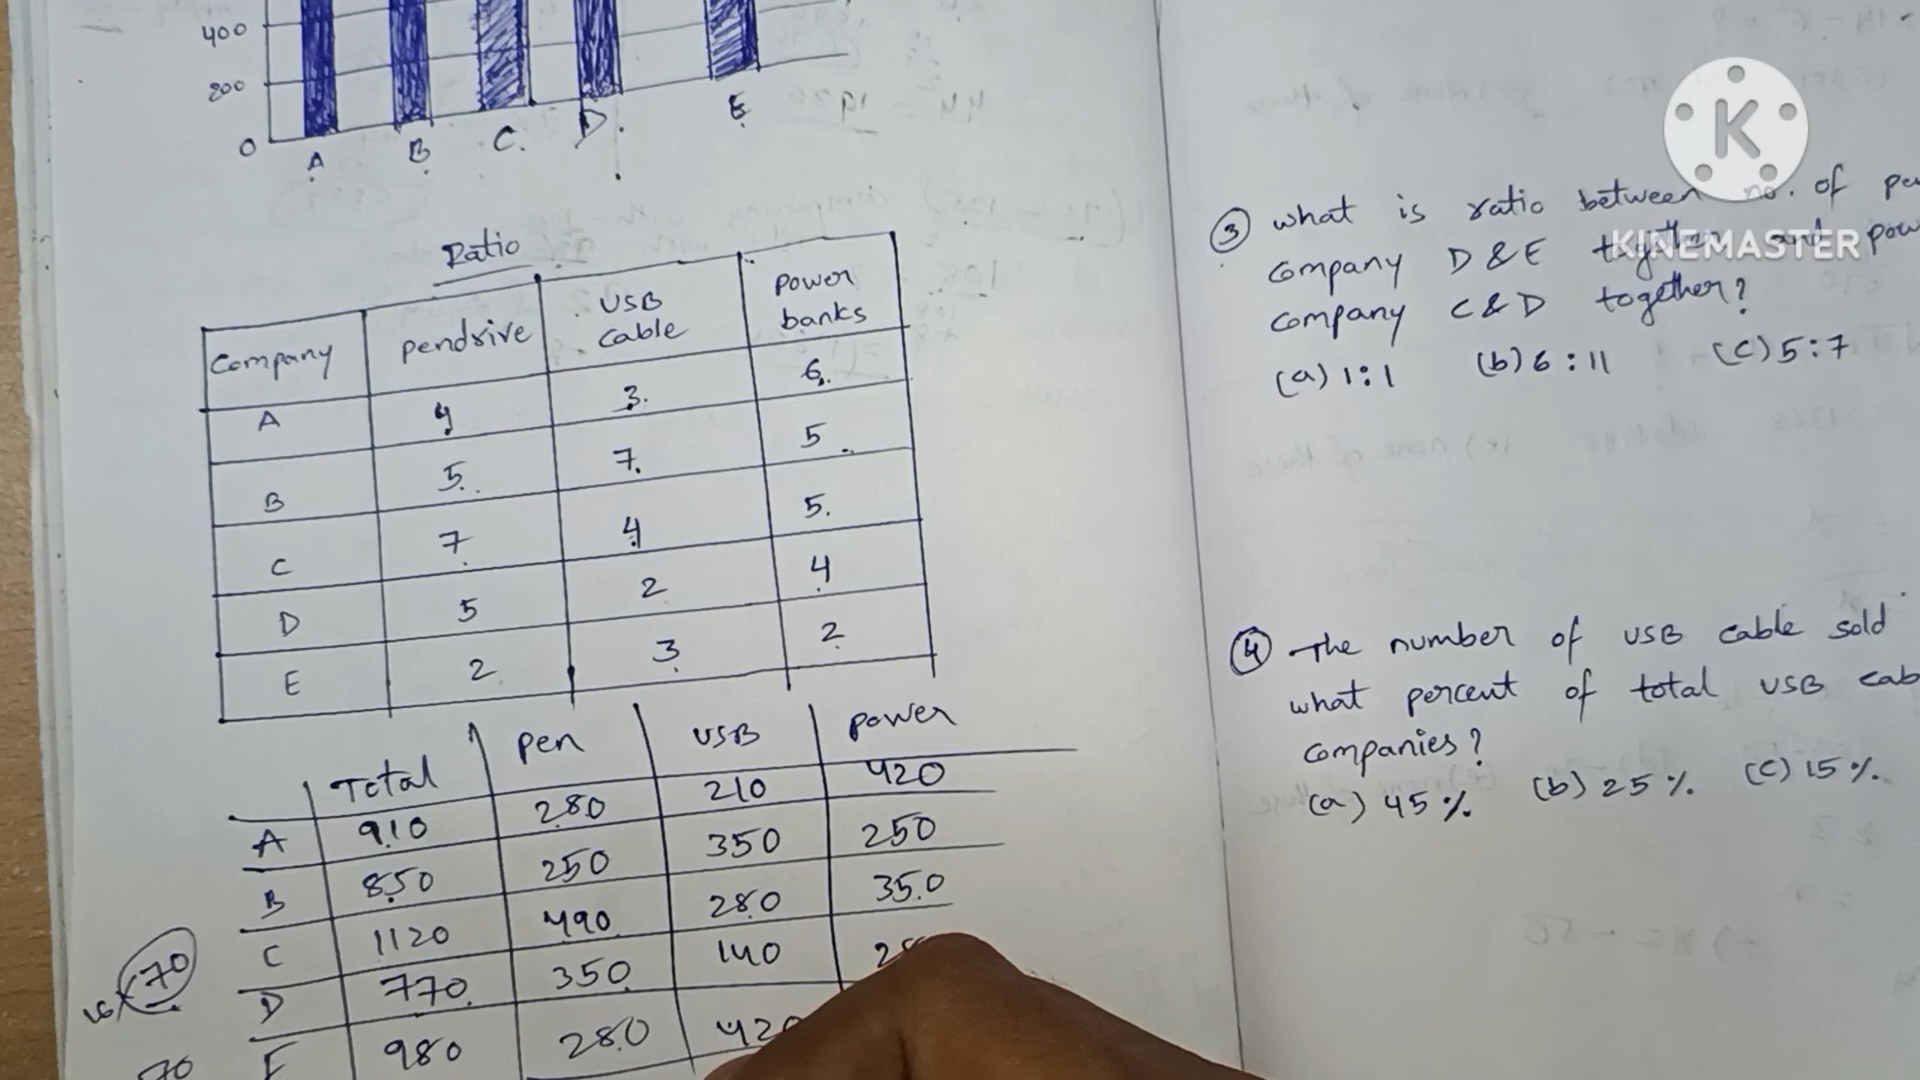 400
200
0
A B C. D. E
Ratio
Company pendrive USB cable power banks
A 4 3. 6.
B 5. 7. 5
C 7 4 5.
D 5 2 4
E 2 3 2
Total pen USB power
A 910 280 210 420
B 850 250 350 250
C 1120 490 280 350
D 770 350 140
E 980 280 420
70
70
K
KINEMASTER
③ what is ratio between no. of
company D & E together and
company C & D together?
(a) 1:1 (b) 6:11 (c) 5:7
④ The number of USB cable sold
what percent of total USB
companies?
(a) 45% (b) 25% (c) 15%